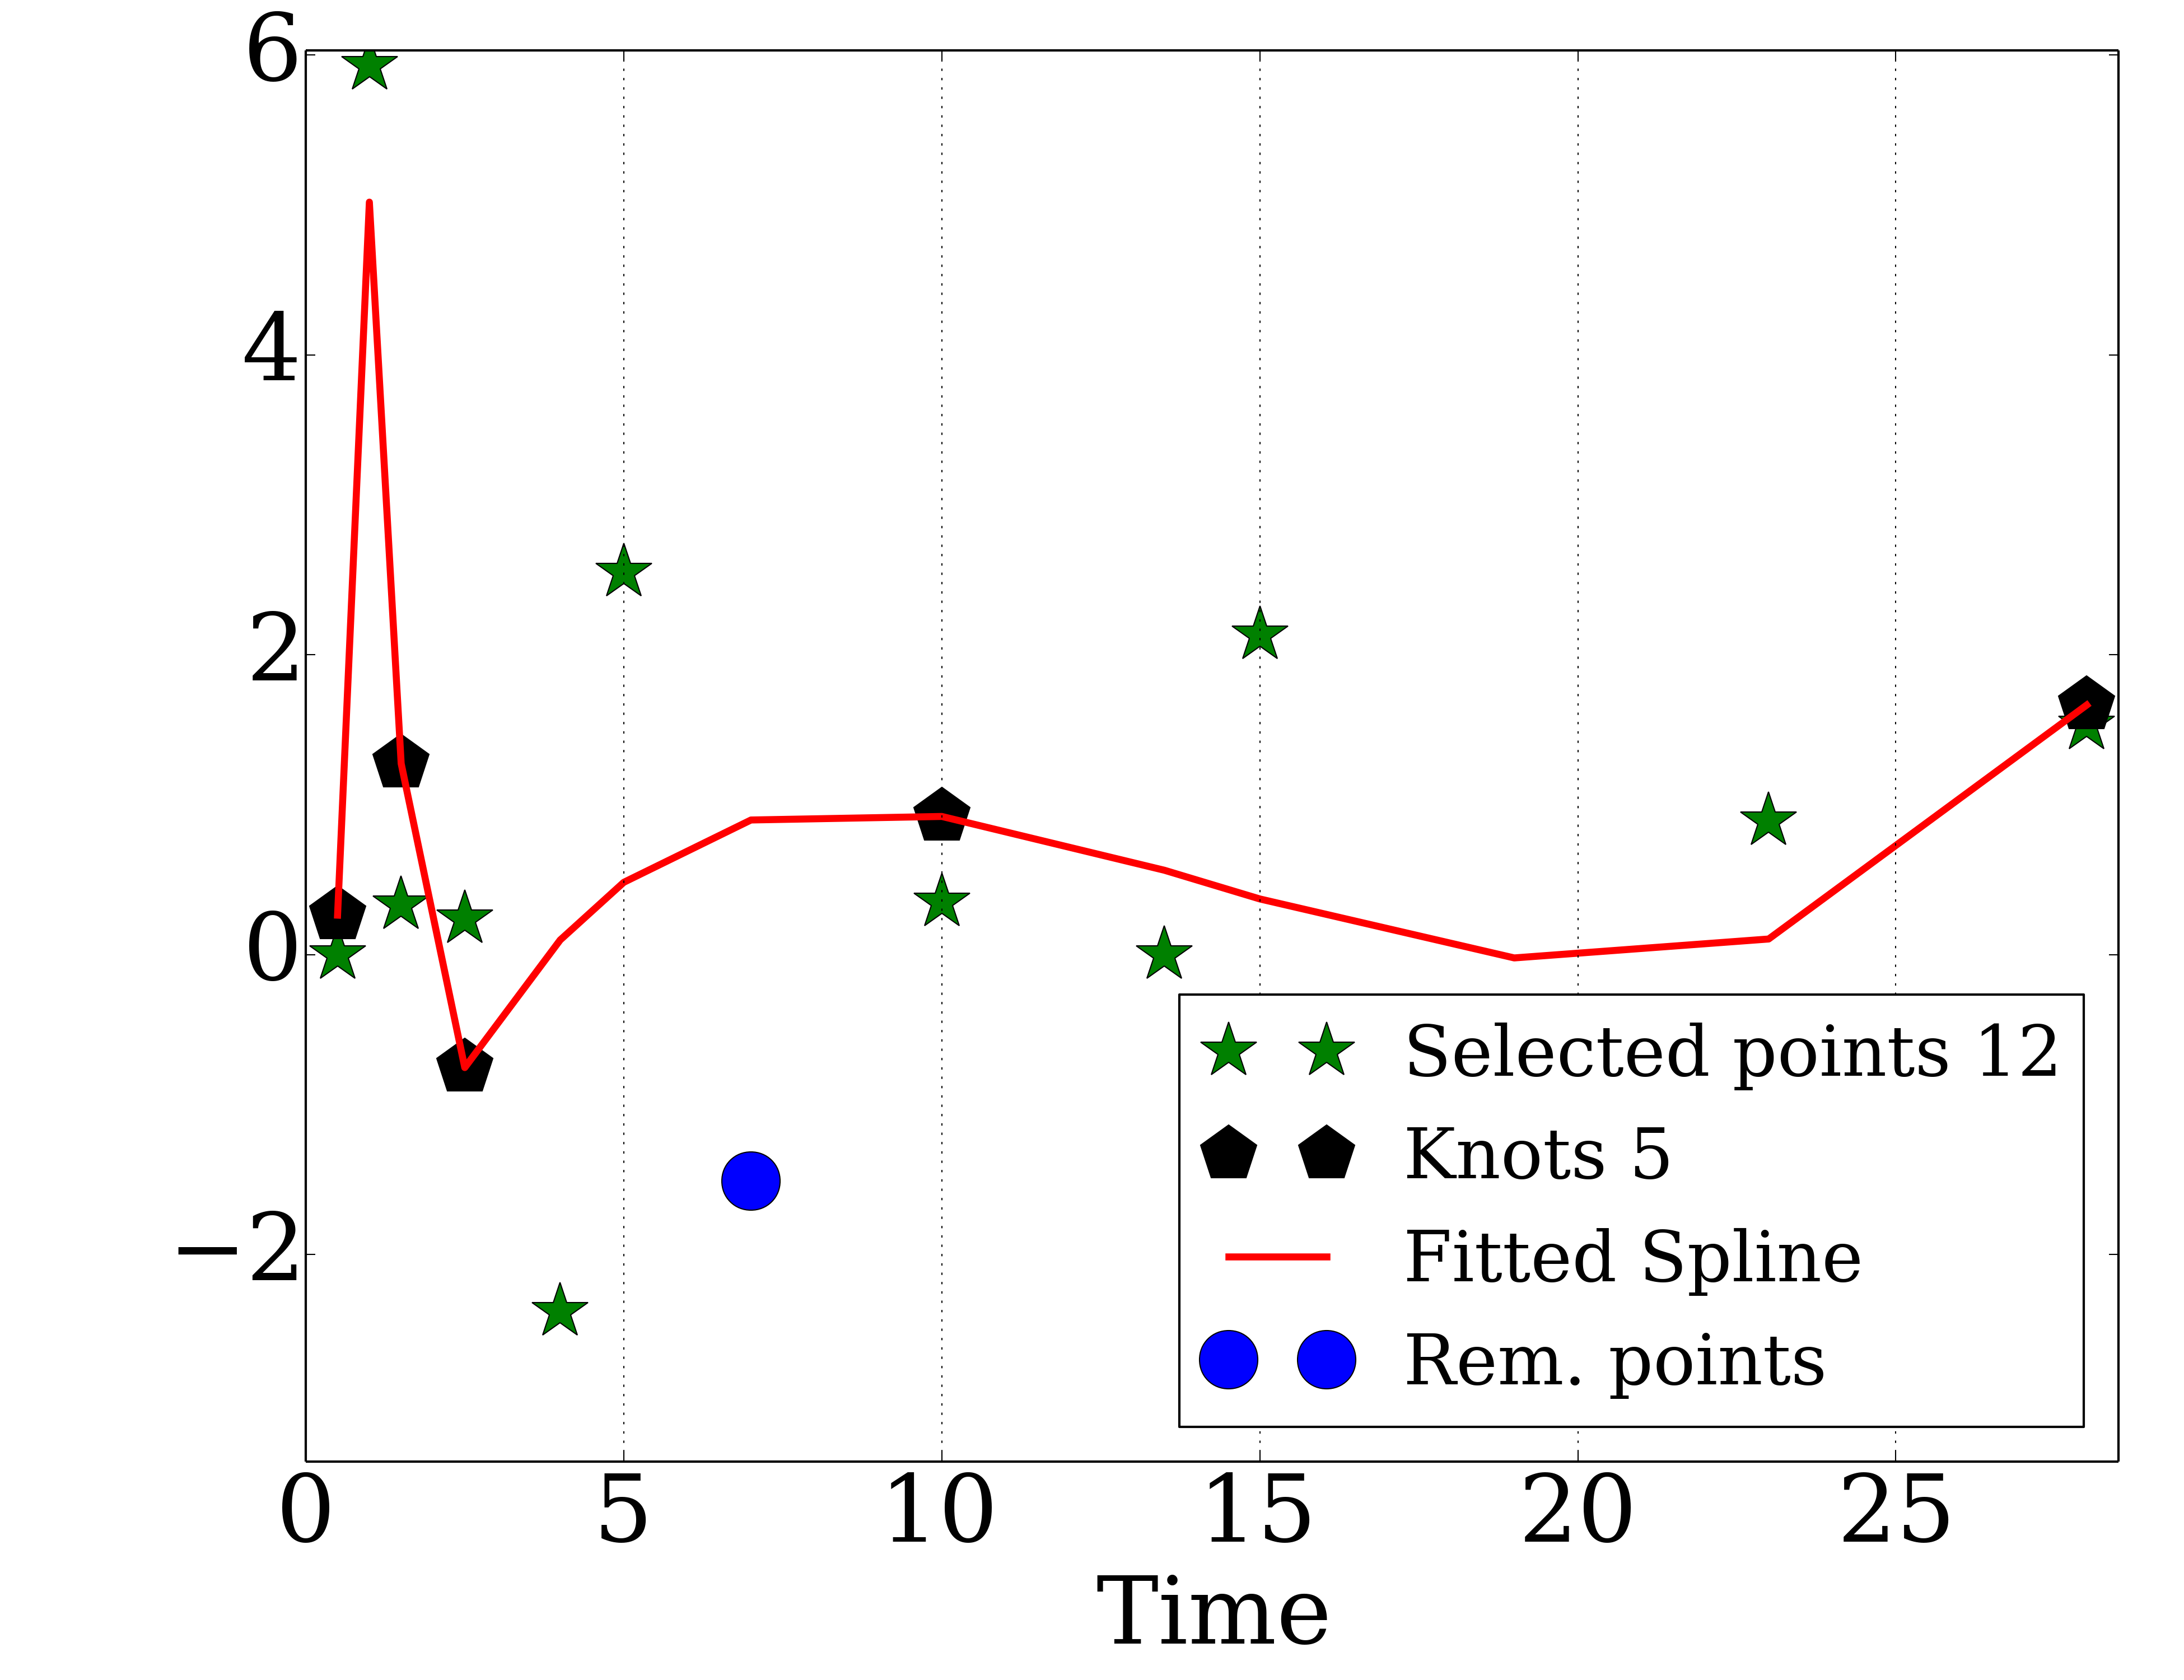 6
4
2
0
−2
Selected points 12
Knots 5
Fitted Spline
Rem. points
0 5 10 15 20 25
Time